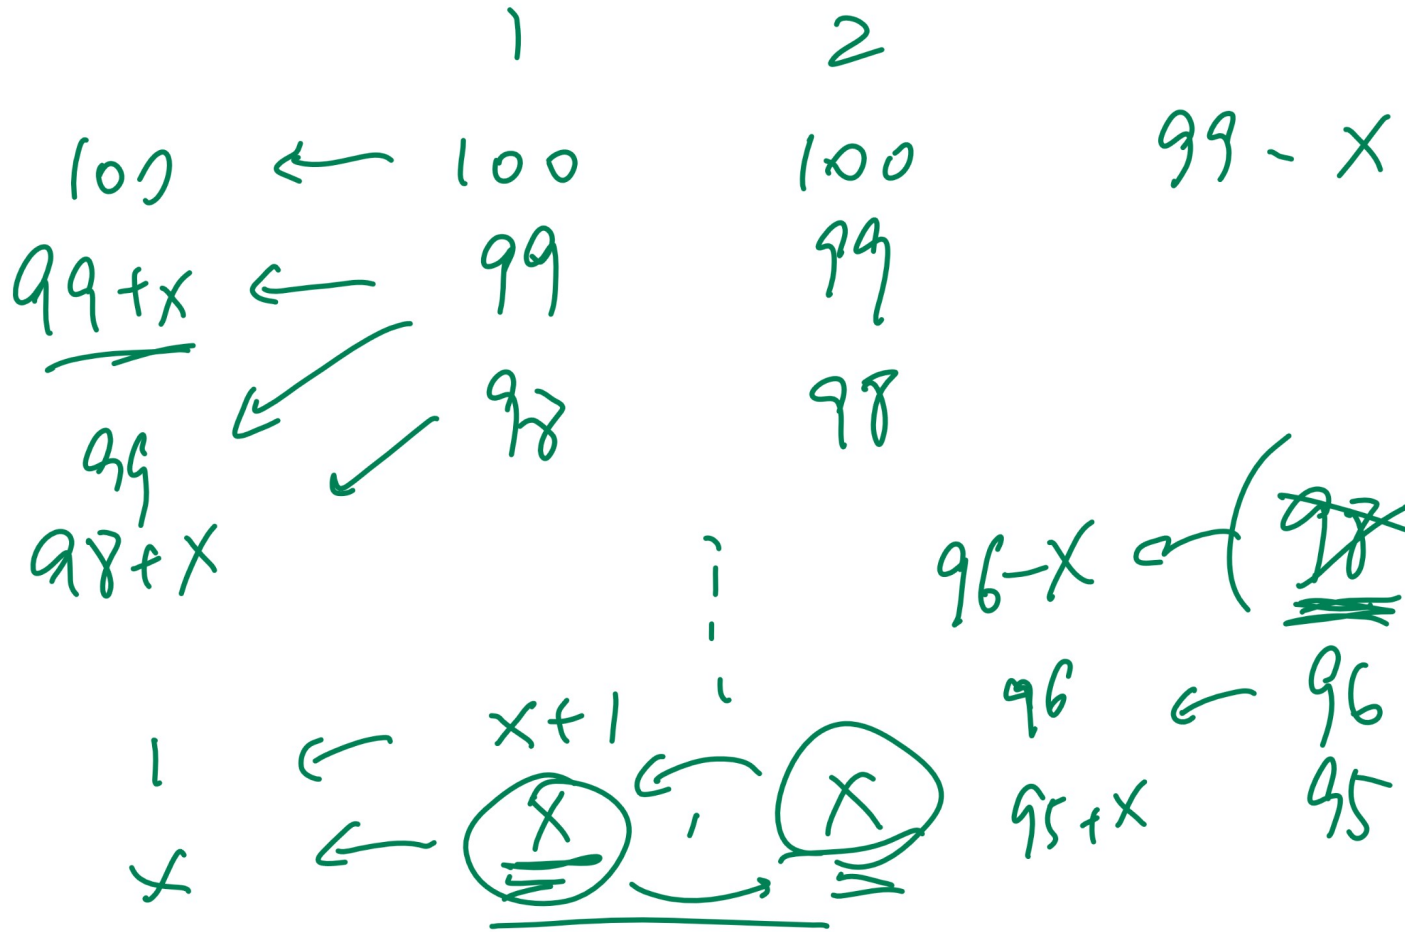 1 2
100 ← 100 100 99 - x
99+x ← 99 99
99 98 98
98+x 96-x ← 98
1 ← x+1 96 ← 96
x ← x , x 95+x 95